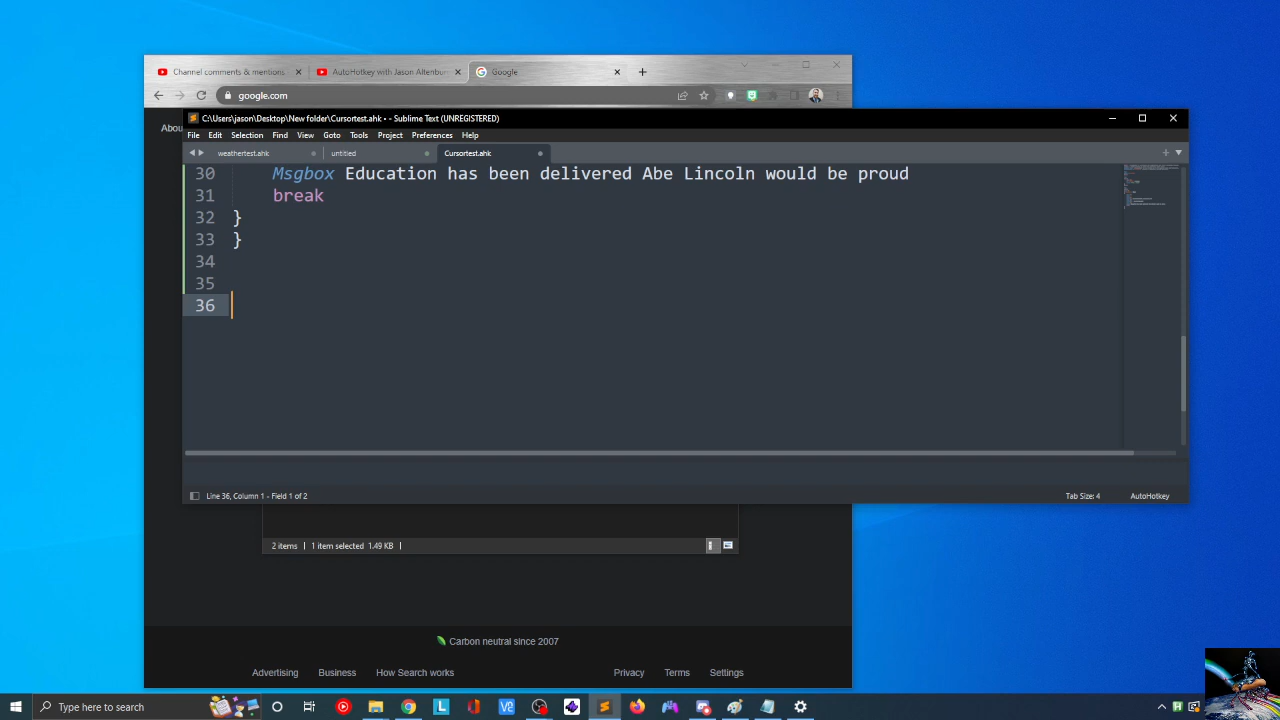 Channel comments & mentions
AutoHotkey with Jason Altenbur
Google
google.com
Abou
C:\Users\jason\Desktop\New folder\Cursortest.ahk • - Sublime Text (UNREGISTERED)
File Edit Selection Find View Goto Tools Project Preferences Help
weathertest.ahk untitled Cursortest.ahk
30 Msgbox Education has been delivered Abe Lincoln would be proud
31 break
32 }
33 }
34
35
36
Line 36, Column 1 - Field 1 of 2 Tab Size: 4 AutoHotkey
2 items 1 item selected 1.49 KB
Carbon neutral since 2007
Advertising Business How Search works Privacy Terms Settings
Type here to search